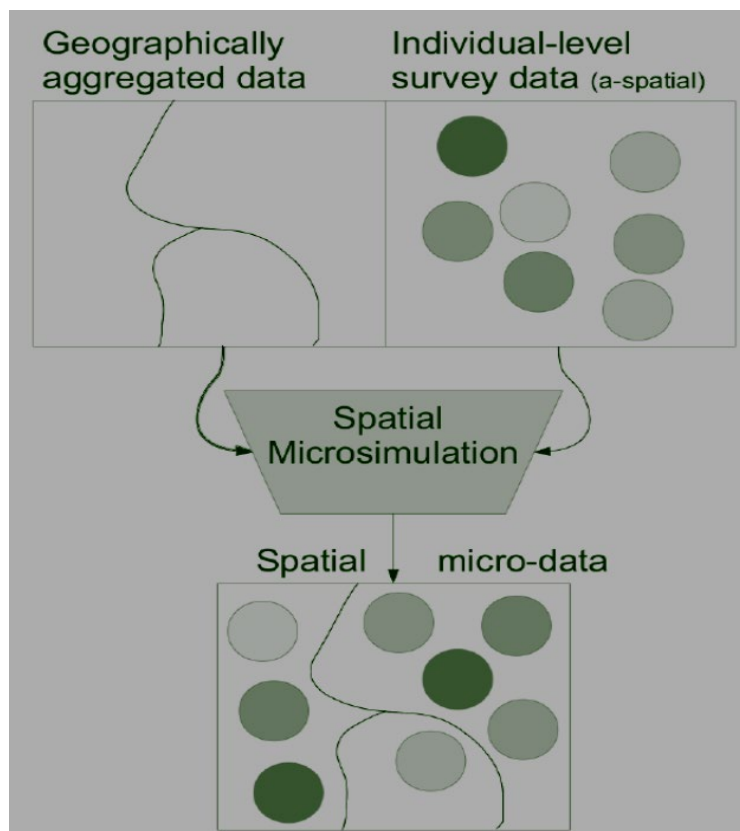 Geographically
aggregated data
Individual-level
survey data (a-spatial)
Spatial
Microsimulation
Spatial micro-data